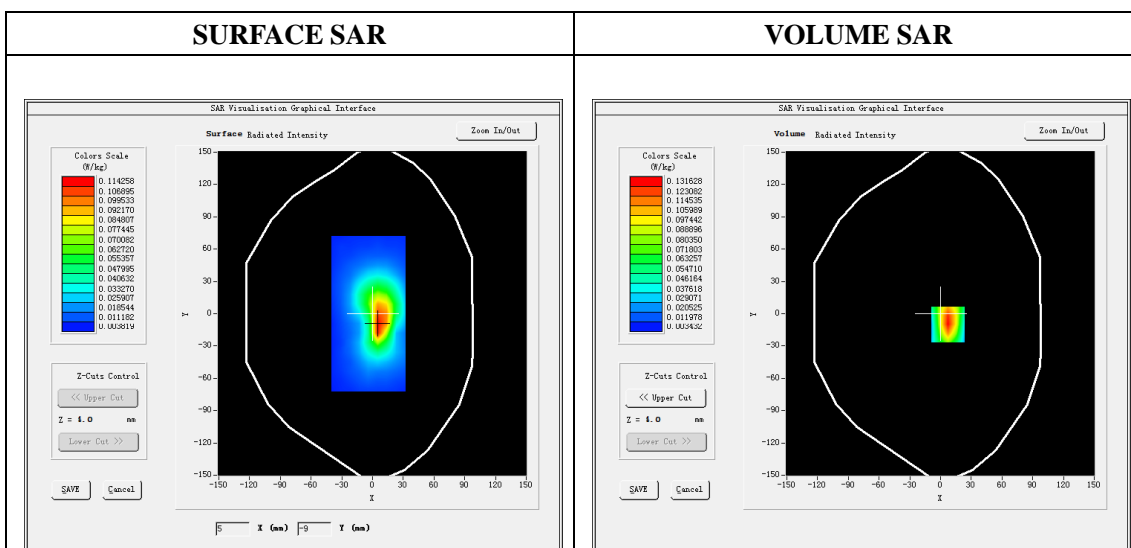 SURFACE SAR
SAR Visualisation Graphical Interface
Surface Radiated Intensity
Zoom In/Out
Colors Scale
(W/kg)
0.114258
0.106895
0.099533
0.092170
0.084807
0.077445
0.070082
0.062720
0.055357
0.047995
0.040632
0.033270
0.025907
0.018544
0.011182
0.003819
Z-Cuts Control
<< Upper Cut
Z = mm
Lower Cut >>
SAVE Cancel
150
120
90
60
30
0
-30
-60
-90
-120
-150
Y
-150 -120 -90 -60 -30 0 30 60 90 120 150
X
5 X (mm) -9 Y (mm)
VOLUME SAR
SAR Visualisation Graphical Interface
Volume Radiated Intensity
Zoom In/Out
Colors Scale
(W/kg)
0.131628
0.123082
0.114535
0.105989
0.097442
0.088896
0.080350
0.071803
0.063257
0.054710
0.046164
0.037618
0.029071
0.020525
0.011978
0.003432
Z-Cuts Control
<< Upper Cut
Z = mm
Lower Cut >>
SAVE Cancel
150
120
90
60
30
0
-30
-60
-90
-120
-150
Y
-150 -120 -90 -60 -30 0 30 60 90 120 150
X